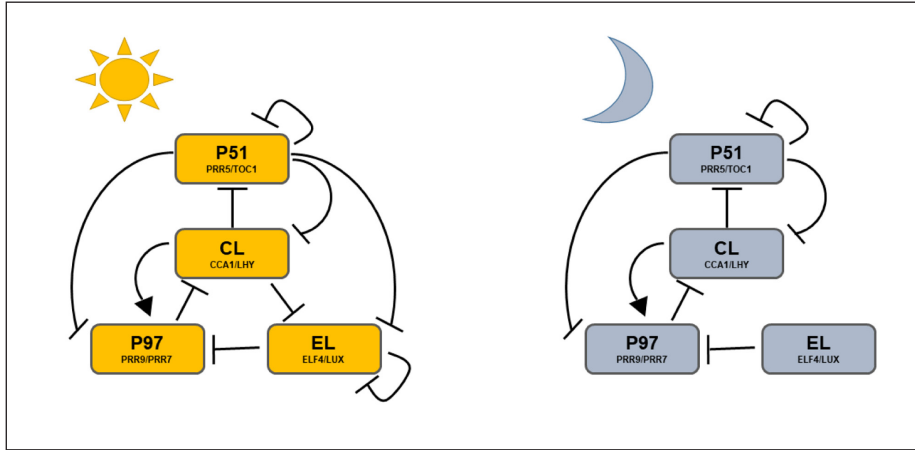 P51
PRR5/TOC1
CL
CCA1/LHY
P97
PRR9/PRR7
EL
ELF4/LUX
P51
PRR5/TOC1
CL
CCA1/LHY
P97
PRR9/PRR7
EL
ELF4/LUX